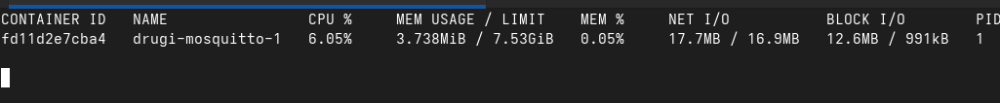 CONTAINER ID   NAME                CPU %     MEM USAGE / LIMIT    MEM %     NET I/O           BLOCK I/O        PID
fd11d2e7cba4   drugi-mosquitto-1   6.05%     3.738MiB / 7.53GiB   0.05%     17.7MB / 16.9MB   12.6MB / 991kB   1